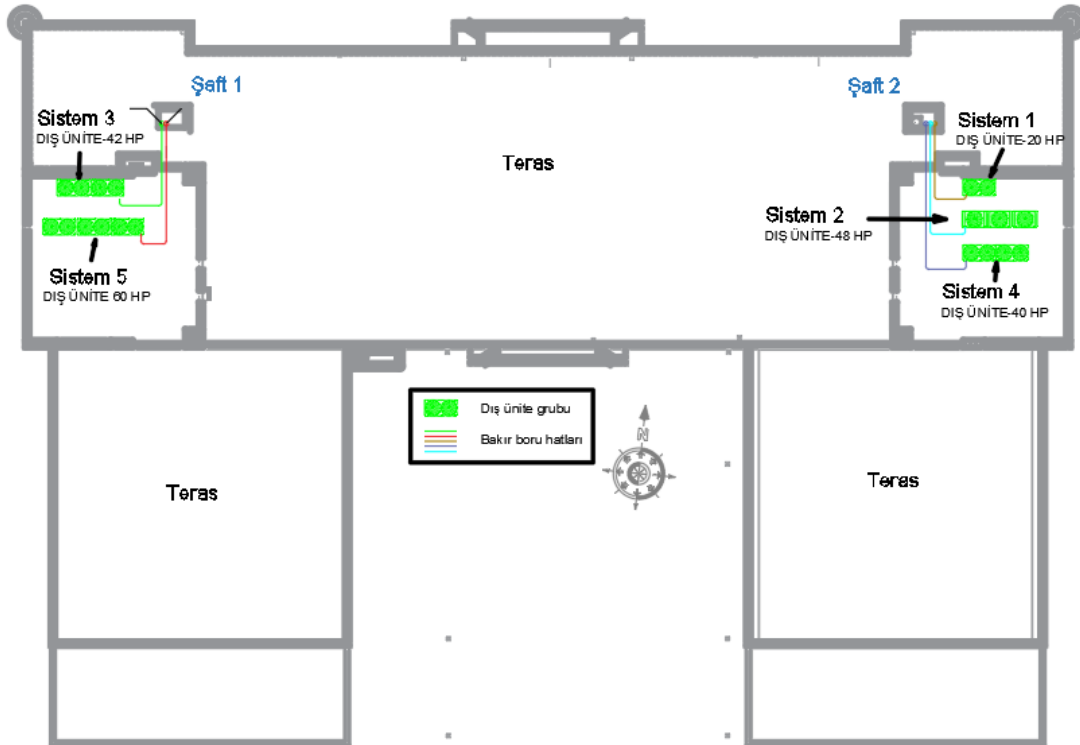 Şaft 1
Şaft 2
Sistem 3
DIŞ ÜNİTE-42 HP
Sistem 1
DIŞ ÜNİTE-20 HP
Teras
Sistem 2
DIŞ ÜNİTE-48 HP
Sistem 5
DIŞ ÜNİTE 60 HP
Sistem 4
DIŞ ÜNİTE-40 HP
Dış ünite grubu
Bakır boru hatları
N
Teras
Teras